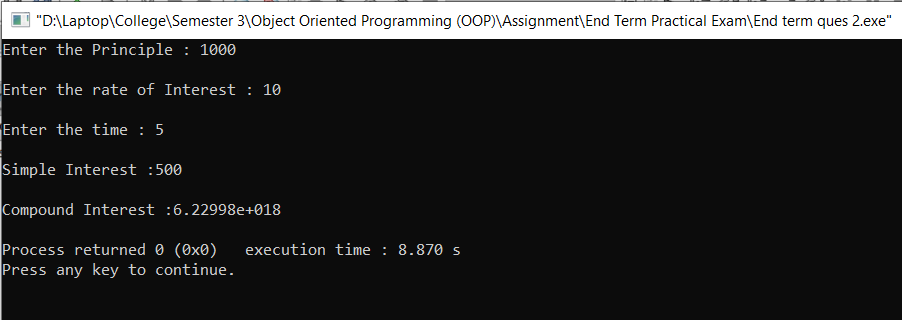 "D:\Laptop\College\Semester 3\Object Oriented Programming (OOP)\Assignment\End Term Practical Exam\End term ques 2.exe"
Enter the Principle : 1000
Enter the rate of Interest : 10
Enter the time : 5
Simple Interest :500
Compound Interest :6.22998e+018
Process returned 0 (0x0)   execution time : 8.870 s
Press any key to continue.